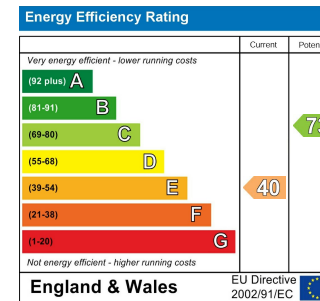 Energy Efficiency Rating
Current
Very energy efficient - lower running costs
(92 plus) A
(81-91) B
(69-80) C
(55-68) D
(39-54) E
40
(21-38) F
(1-20) G
Not energy efficient - higher running costs
England & Wales
EU Directive
2002/91/EC